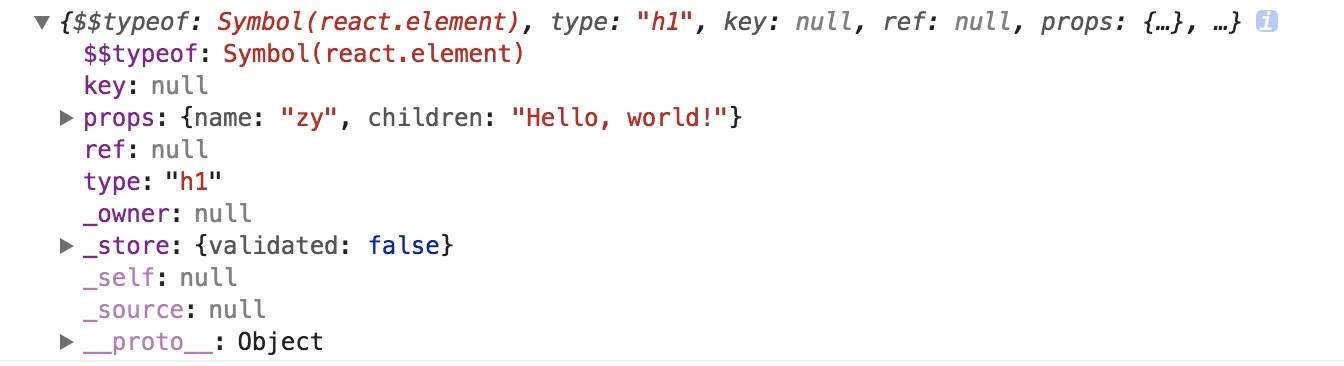 ▼{$$typeof: Symbol(react.element), type: "h1", key: null, ref: null, props: {…}, …} i
$$typeof: Symbol(react.element)
key: null
▶props: {name: "zy", children: "Hello, world!"}
ref: null
type: "h1"
_owner: null
▶_store: {validated: false}
_self: null
_source: null
▶__proto__: Object